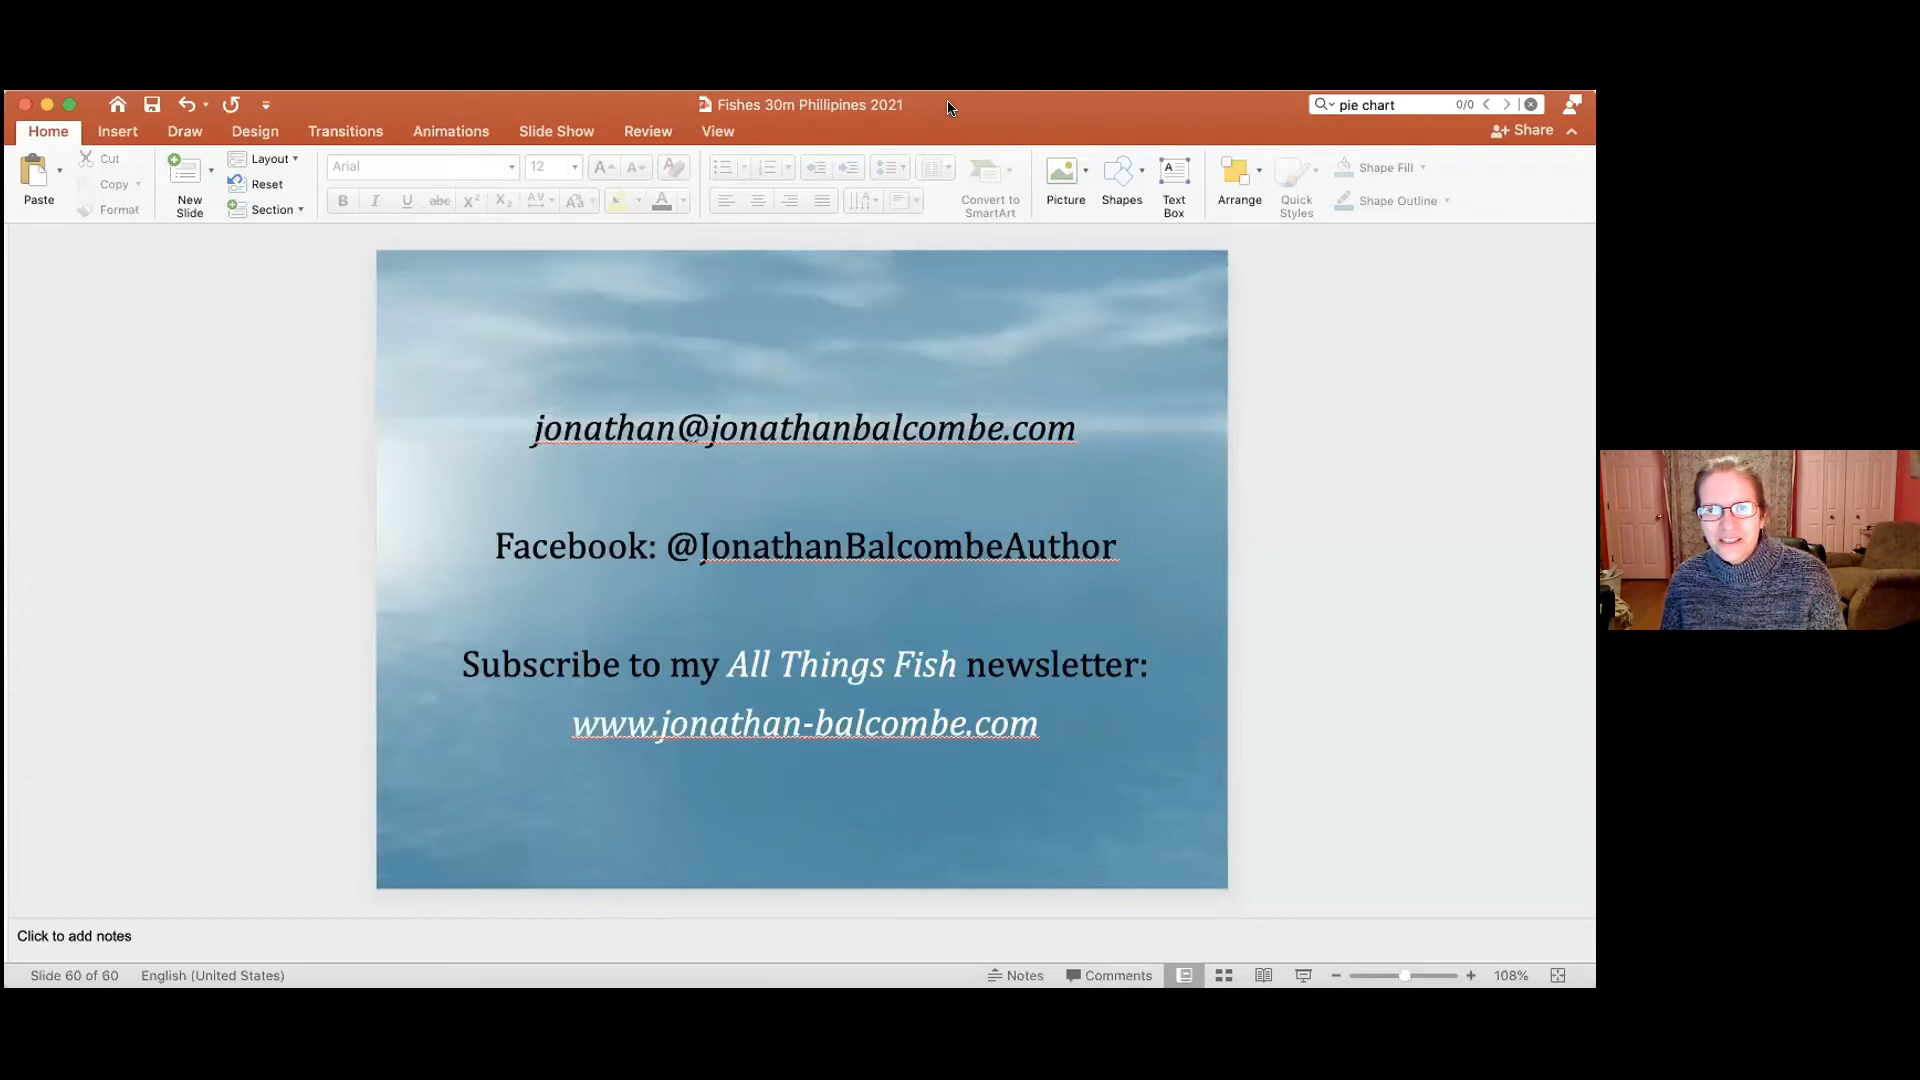 Fishes 30m Phillipines 2021
pie chart
0/0
Home Insert Draw Design Transitions Animations Slide Show Review View
Share
Paste
Cut
Copy
Format
New Slide
Layout
Reset
Section
Arial
12
Convert to SmartArt
Picture
Shapes
Text Box
Arrange
Quick Styles
Shape Fill
Shape Outline
jonathan@jonathanbalcombe.com
Facebook: @JonathanBalcombeAuthor
Subscribe to my All Things Fish newsletter:
www.jonathan-balcombe.com
Click to add notes
Slide 60 of 60 English (United States) Notes Comments 108%